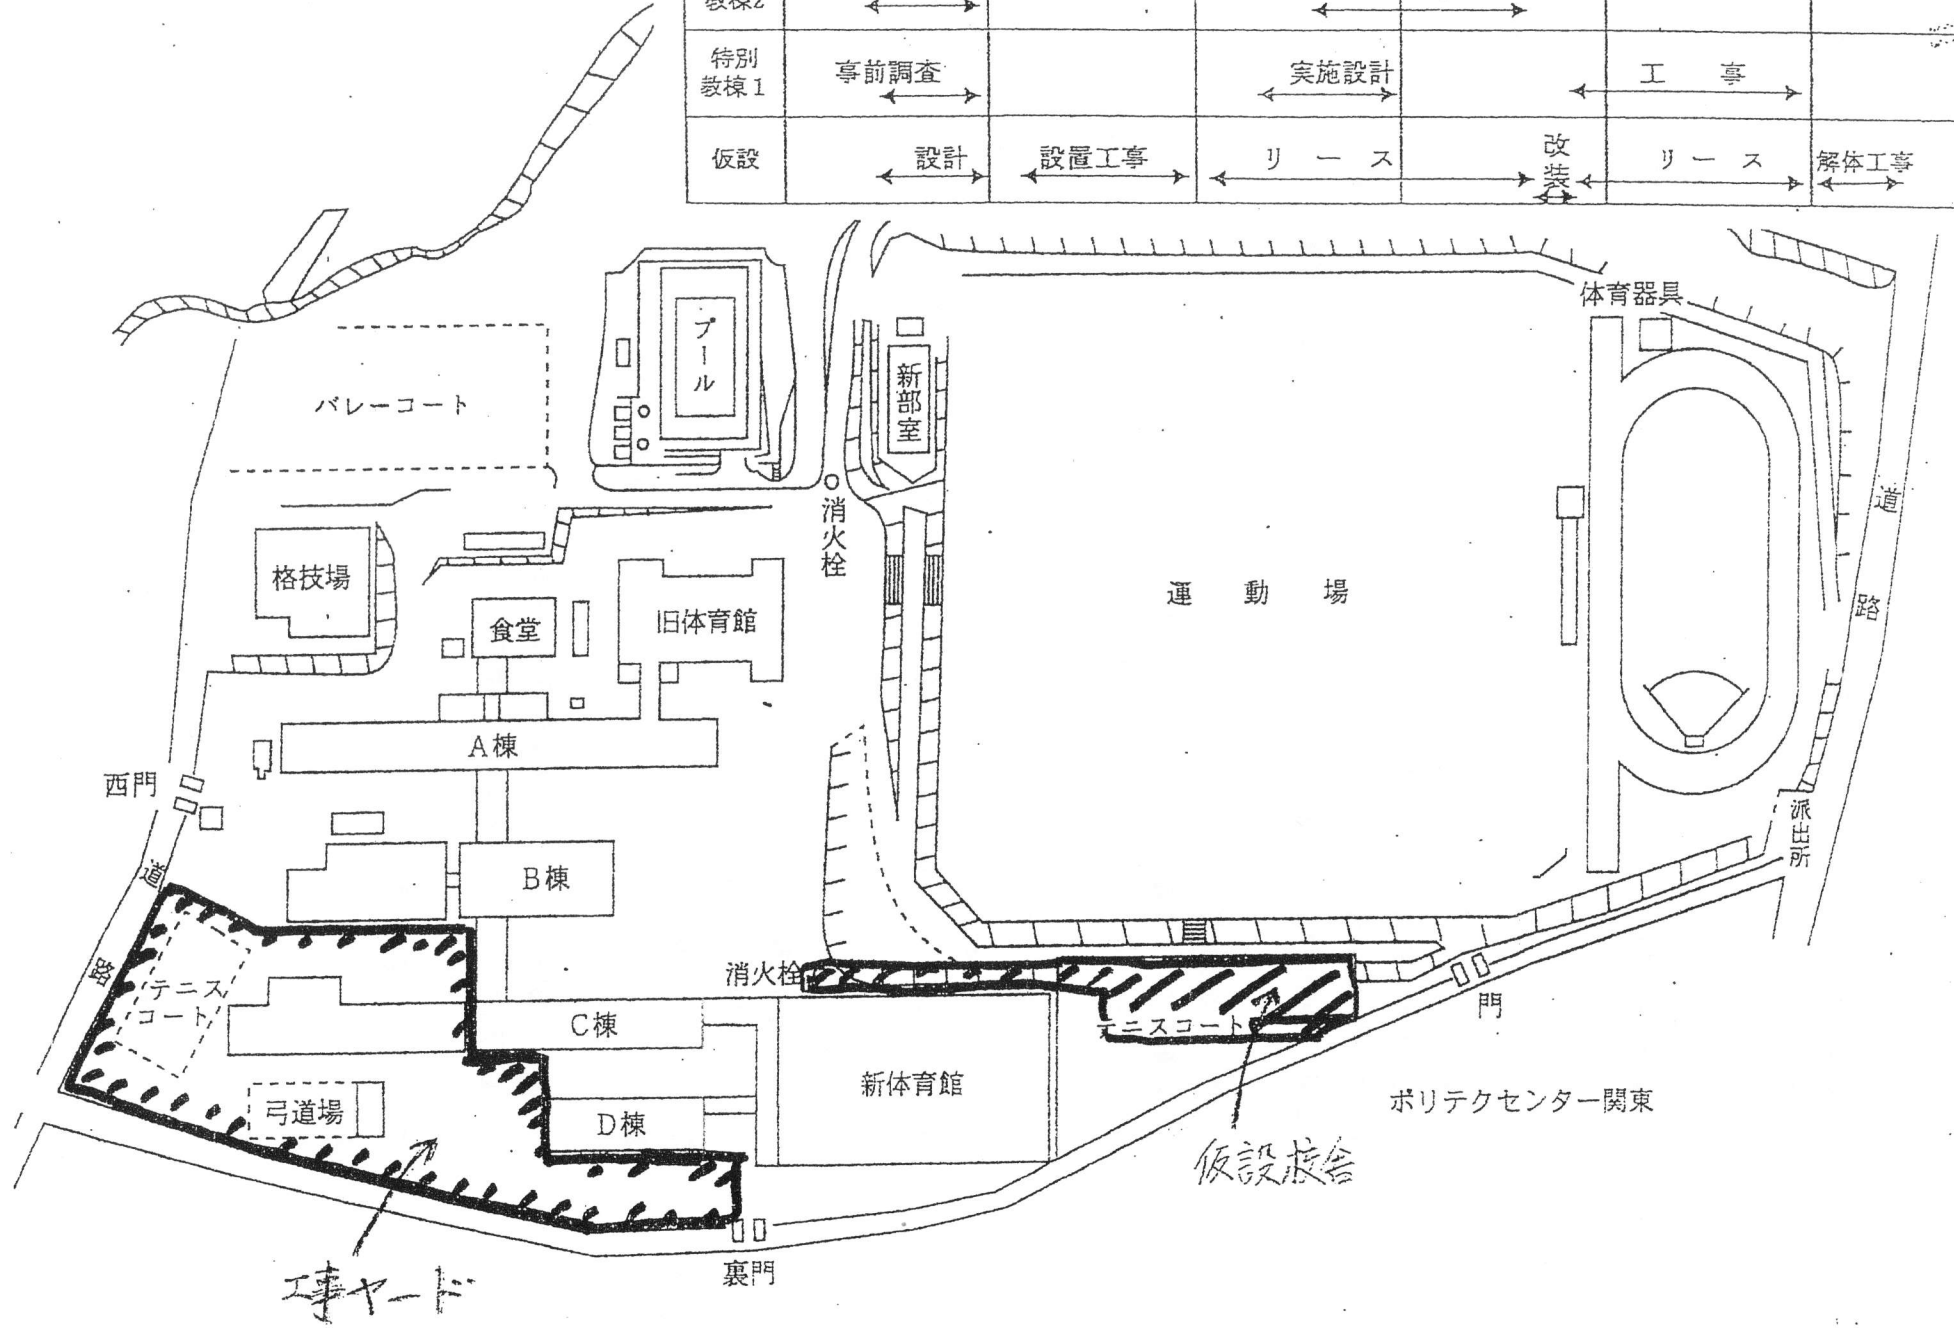 教棟2
特別
教棟1
事前調査
実施設計
工 事
仮設
設計
設置工事
リース
改装
リース
解体工事
体育器具
プール
新部室
バレーコート
消火栓
道路
格技場
運動場
食堂
旧体育館
A棟
西門
派出所
B棟
道路
消火栓
テニス
コート
C棟
テニスコート
門
新体育館
ポリテクセンター関東
弓道場
D棟
仮設校舎
裏門
工事ヤード